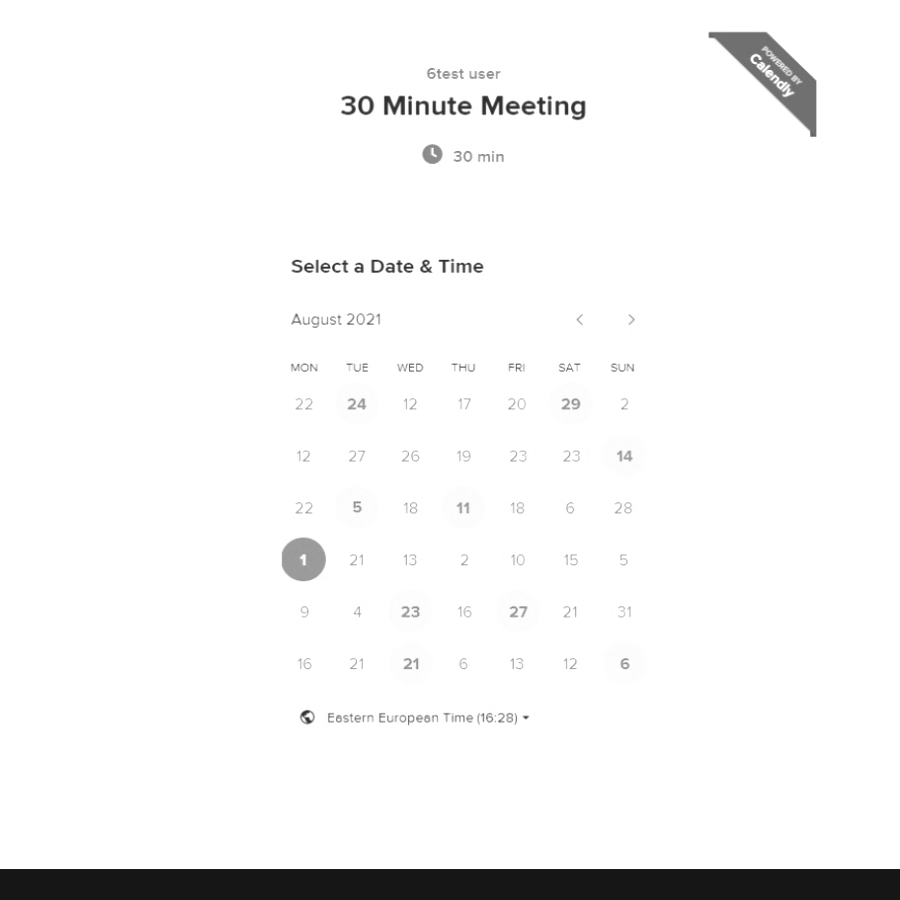 POWERED BY
Calendly
6test user
30 Minute Meeting
30 min
Select a Date & Time
August 2021
MON TUE WED THU FRI SAT SUN
22 24 12 17 20 29 2
12 27 26 19 23 23 14
22 5 18 11 18 6 28
1 21 13 2 10 15 5
9 4 23 16 27 21 31
16 21 21 6 13 12 6
Eastern European Time (16:28)